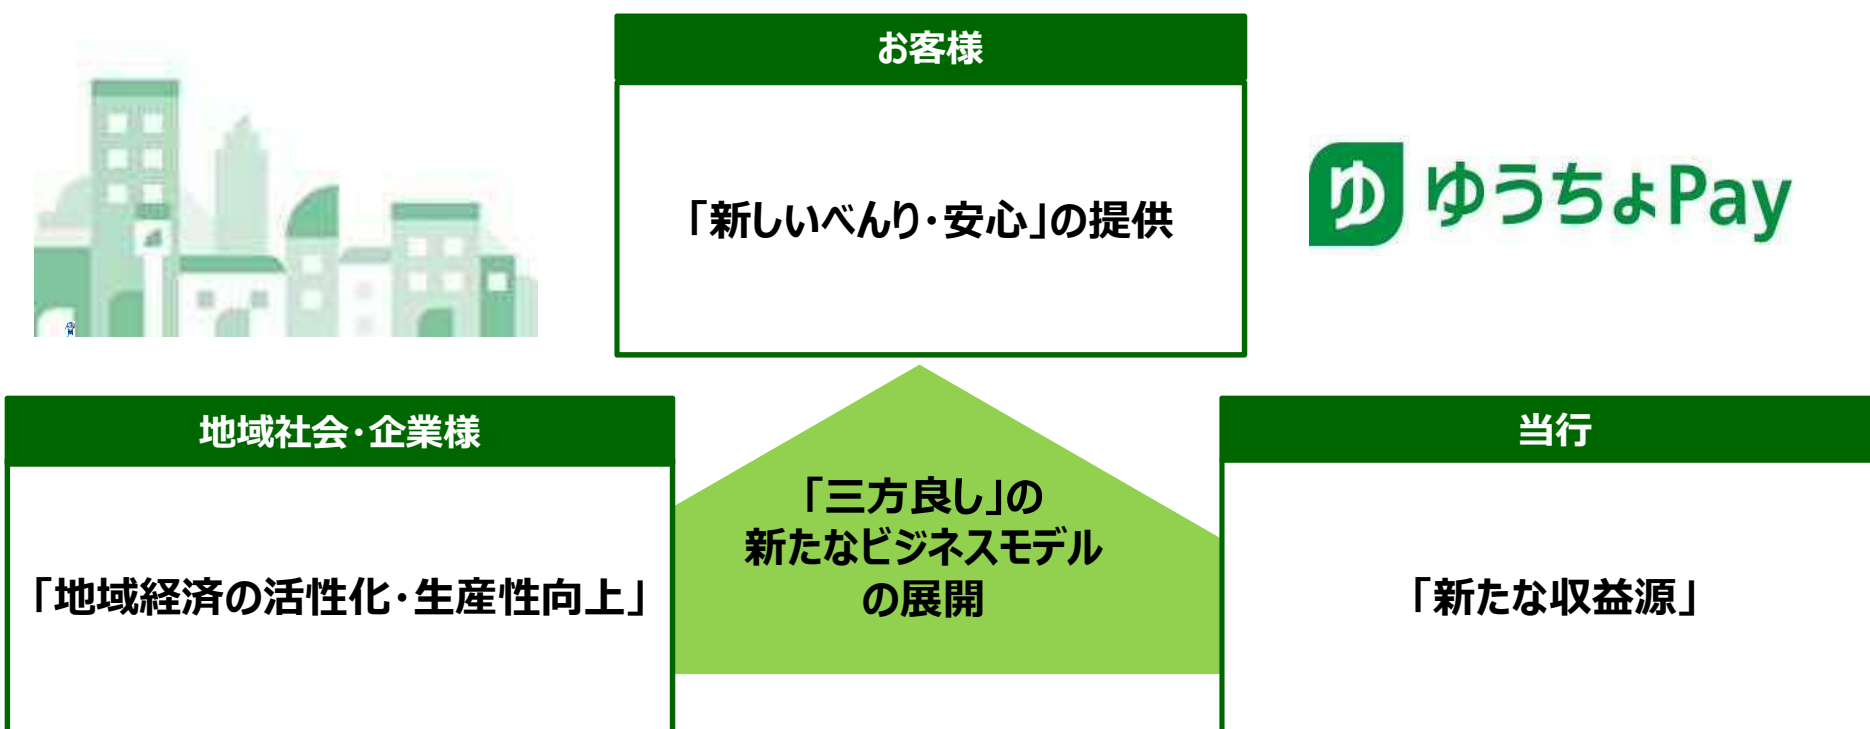 お客様
「新しいべんり・安心」の提供
ゆ ゆうちょPay
地域社会・企業様
「地域経済の活性化・生産性向上」
「三方良し」の
新たなビジネスモデル
の展開
当行
「新たな収益源」